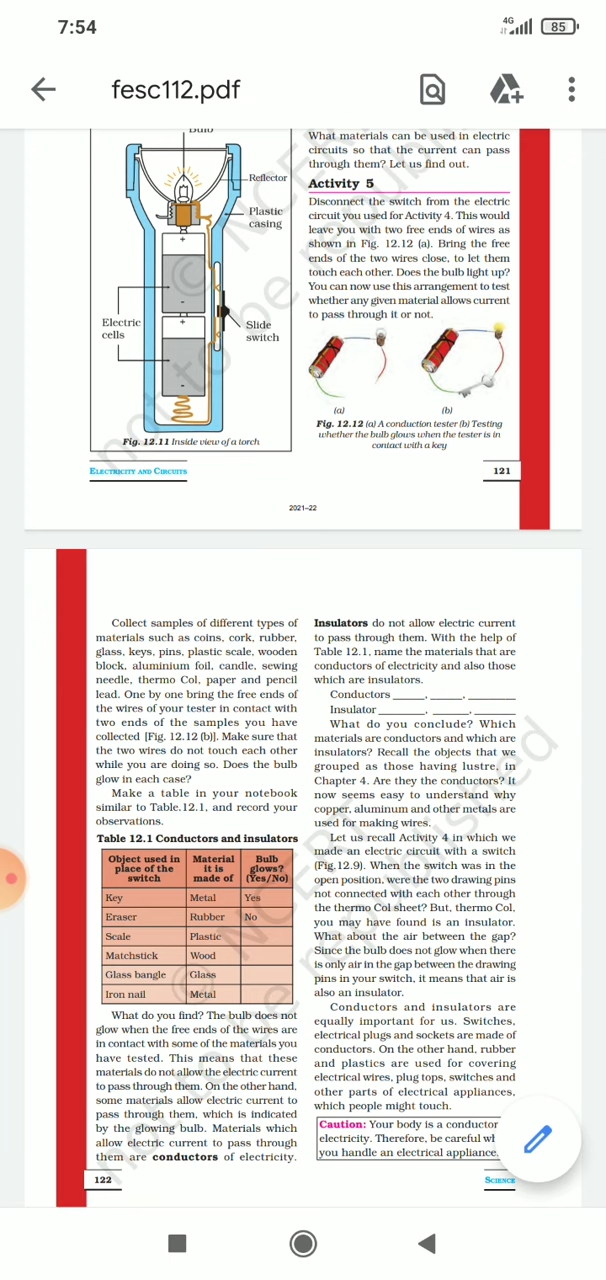 7:54
4G
85
fesc112.pdf
Bulb
Reflector
Plastic
casing
Electric
cells
Slide
switch
+
-
+
-
Fig. 12.11 Inside view of a torch
What materials can be used in electric
circuits so that the current can pass
through them? Let us find out.
Activity 5
Disconnect the switch from the electric
circuit you used for Activity 4. This would
leave you with two free ends of wires as
shown in Fig. 12.12 (a). Bring the free
ends of the two wires close, to let them
touch each other. Does the bulb light up?
You can now use this arrangement to test
whether any given material allows current
to pass through it or not.
(a)
(b)
Fig. 12.12 (a) A conduction tester (b) Testing
whether the bulb glows when the tester is in
contact with a key
ELECTRICITY AND CIRCUITS
121
2021–22
Collect samples of different types of
materials such as coins, cork, rubber,
glass, keys, pins, plastic scale, wooden
block, aluminium foil, candle, sewing
needle, thermo Col, paper and pencil
lead. One by one bring the free ends of
the wires of your tester in contact with
two ends of the samples you have
collected [Fig. 12.12 (b)]. Make sure that
the two wires do not touch each other
while you are doing so. Does the bulb
glow in each case?
Make a table in your notebook
similar to Table.12.1, and record your
observations.
Table 12.1 Conductors and insulators
Object used in place of the switch Material it is made of Bulb glows? (Yes/No)
Key Metal Yes
Eraser Rubber No
Scale Plastic
Matchstick Wood
Glass bangle Glass
Iron nail Metal
What do you find? The bulb does not
glow when the free ends of the wires are
in contact with some of the materials you
have tested. This means that these
materials do not allow the electric current
to pass through them. On the other hand,
some materials allow electric current to
pass through them, which is indicated
by the glowing bulb. Materials which
allow electric current to pass through
them are conductors of electricity.
Insulators do not allow electric current
to pass through them. With the help of
Table 12.1, name the materials that are
conductors of electricity and also those
which are insulators.
Conductors _____, _____, ________
Insulator ________, _______, _______
What do you conclude? Which
materials are conductors and which are
insulators? Recall the objects that we
grouped as those having lustre, in
Chapter 4. Are they the conductors? It
now seems easy to understand why
copper, aluminum and other metals are
used for making wires.
Let us recall Activity 4 in which we
made an electric circuit with a switch
(Fig.12.9). When the switch was in the
open position, were the two drawing pins
not connected with each other through
the thermo Col sheet? But, thermo Col,
you may have found is an insulator.
What about the air between the gap?
Since the bulb does not glow when there
is only air in the gap between the drawing
pins in your switch, it means that air is
also an insulator.
Conductors and insulators are
equally important for us. Switches,
electrical plugs and sockets are made of
conductors. On the other hand, rubber
and plastics are used for covering
electrical wires, plug tops, switches and
other parts of electrical appliances,
which people might touch.
Caution: Your body is a conductor
electricity. Therefore, be careful wh
you handle an electrical appliance.
122
SCIENCE
© NCERT
not to be republished